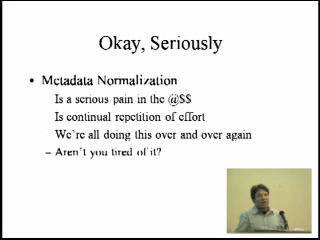 Okay, Seriously
• Metadata Normalization
Is a serious pain in the @$$
Is continual repetition of effort
We're all doing this over and over again
– Aren't you tired of it?